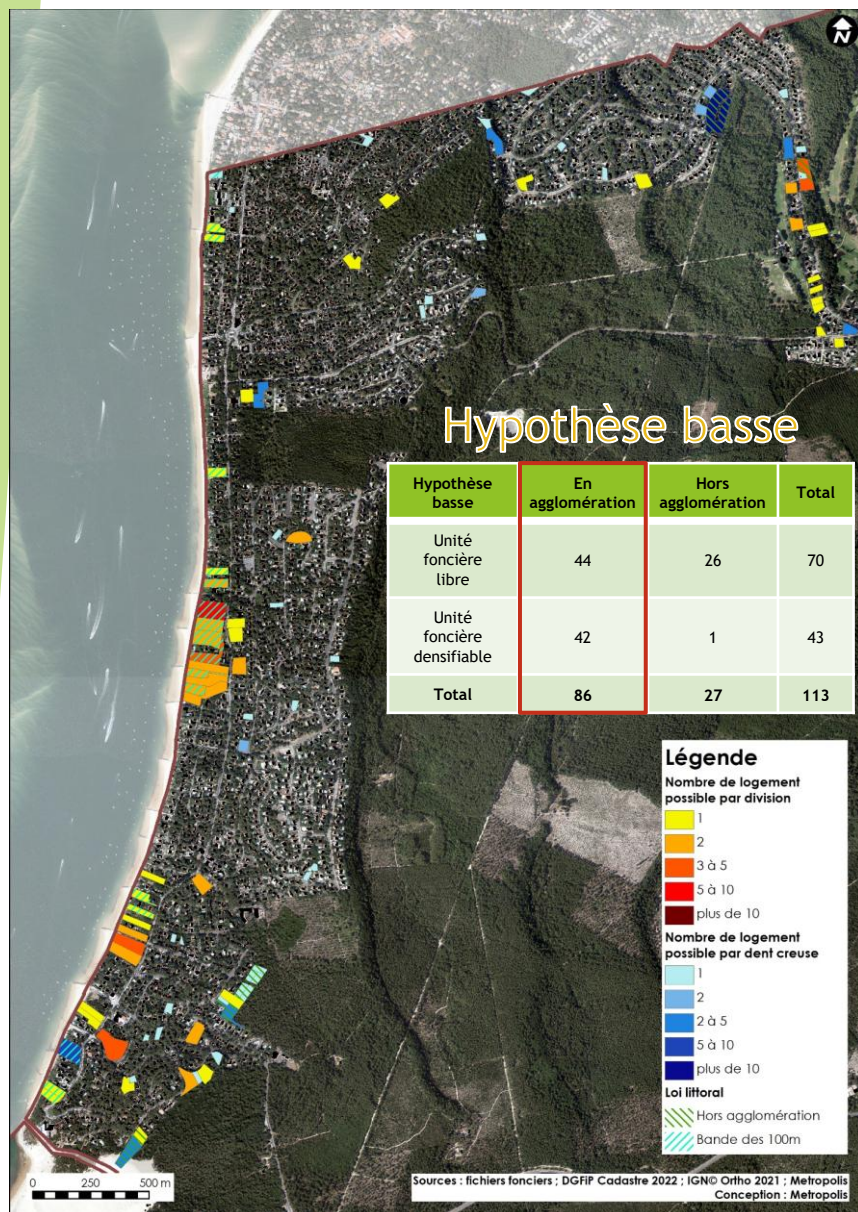 N
Hypothèse basse
Hypothèse basse
En agglomération
Hors agglomération
Total
Unité foncière libre
44
26
70
Unité foncière densifiable
42
1
43
Total
86
27
113
Légende
Nombre de logement
possible par division
1
2
3 à 5
5 à 10
plus de 10
Nombre de logement
possible par dent creuse
1
2
2 à 5
5 à 10
plus de 10
Loi littoral
Hors agglomération
Bande des 100m
0 250 500 m
Sources : fichiers fonciers ; DGFiP Cadastre 2022 ; IGN© Ortho 2021 ; Metropolis
Conception : Metropolis